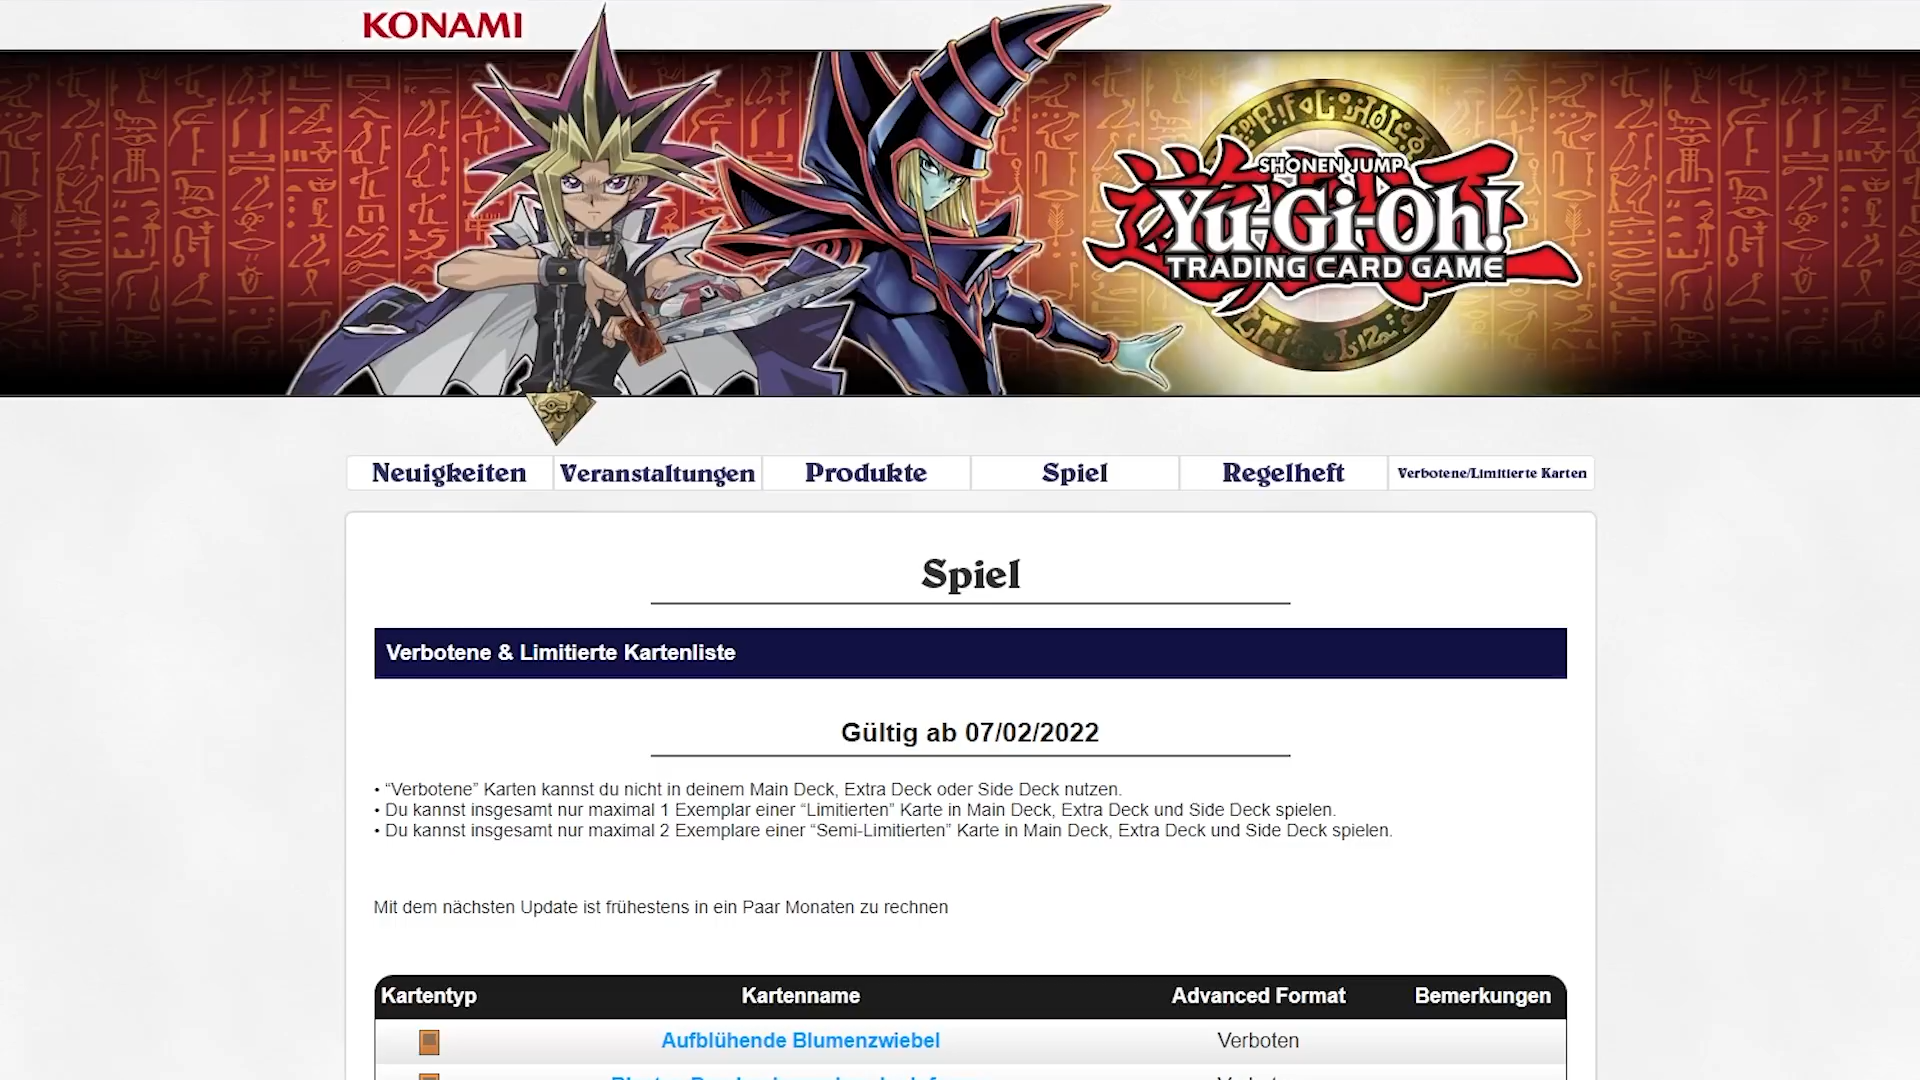 KONAMI
SHONEN JUMP
Yu-Gi-Oh!
TRADING CARD GAME
Neuigkeiten
Veranstaltungen
Produkte
Spiel
Regelheft
Verbotene/Limitierte Karten
Spiel
Verbotene & Limitierte Kartenliste
Gültig ab 07/02/2022
• “Verbotene” Karten kannst du nicht in deinem Main Deck, Extra Deck oder Side Deck nutzen.
• Du kannst insgesamt nur maximal 1 Exemplar einer “Limitierten” Karte in Main Deck, Extra Deck und Side Deck spielen.
• Du kannst insgesamt nur maximal 2 Exemplare einer “Semi-Limitierten” Karte in Main Deck, Extra Deck und Side Deck spielen.
Mit dem nächsten Update ist frühestens in ein Paar Monaten zu rechnen
Kartentyp Kartenname Advanced Format Bemerkungen
Aufblühende Blumenzwiebel Verboten